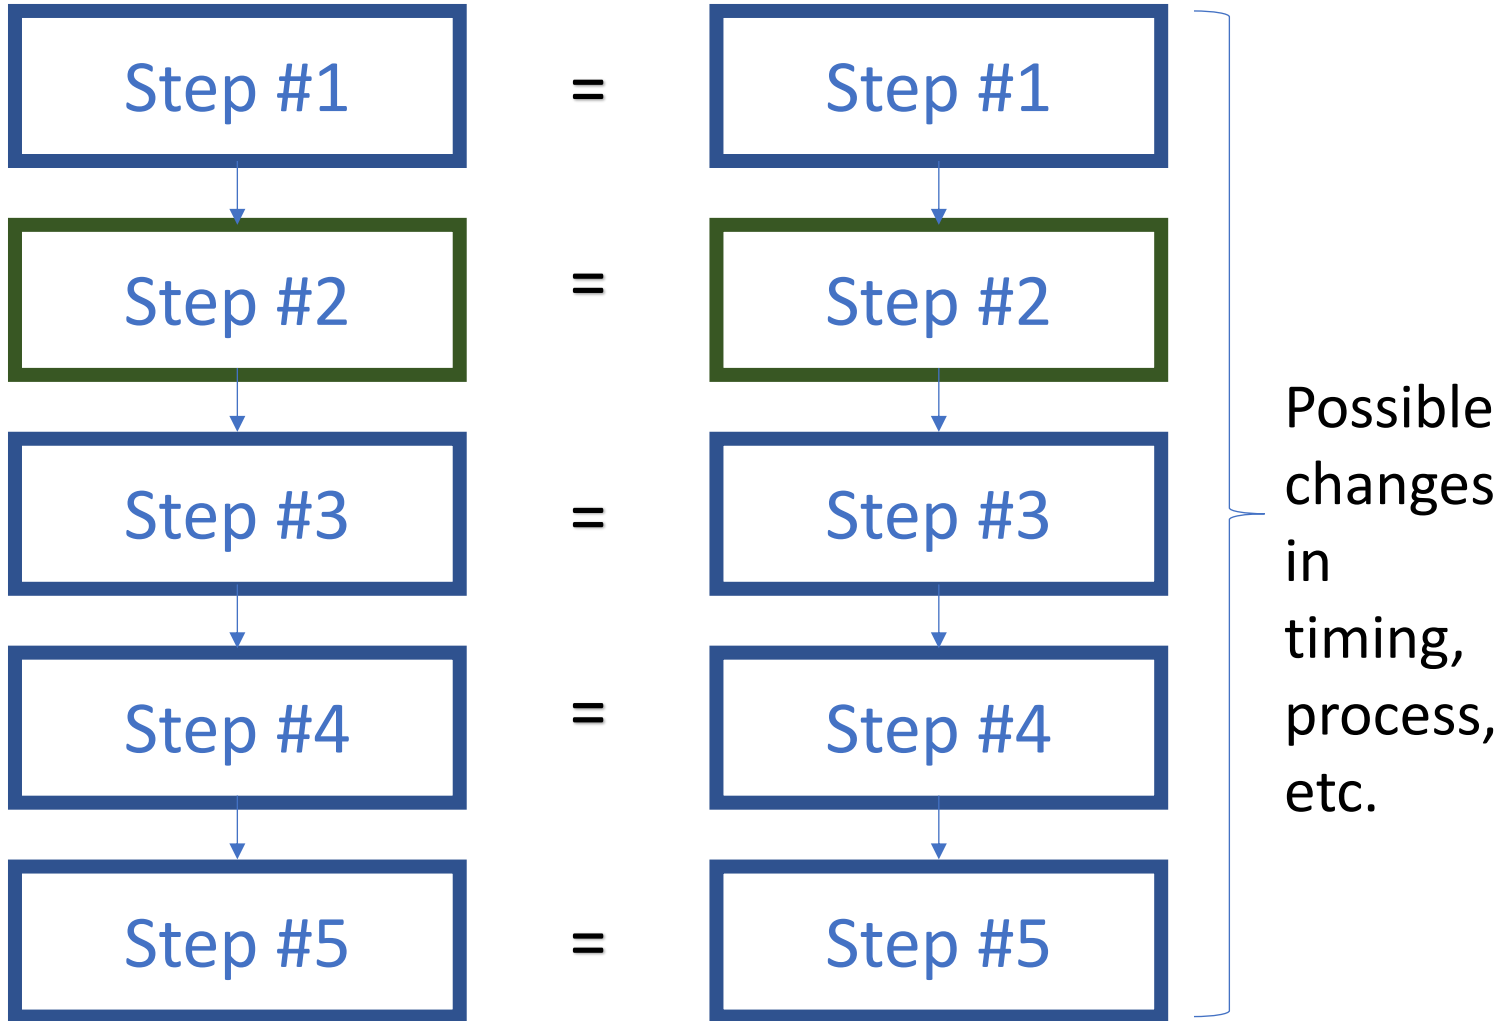 Step #1 = Step #1
Step #2 = Step #2
Step #3 = Step #3
Step #4 = Step #4
Step #5 = Step #5
Possible
changes
in
timing,
process,
etc.